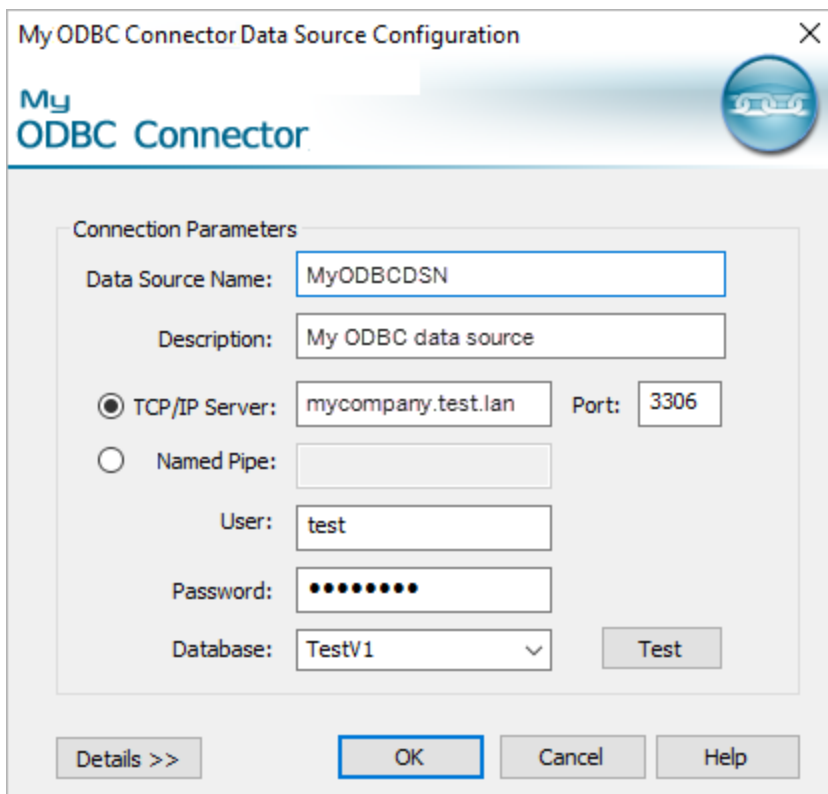 My ODBC Connector Data Source Configuration
My
ODBC Connector
Connection Parameters
Data Source Name: MyODBCDSN
Description: My ODBC data source
TCP/IP Server: mycompany.test.lan Port: 3306
Named Pipe:
User: test
Password: ••••••••
Database: TestV1 Test
Details >> OK Cancel Help